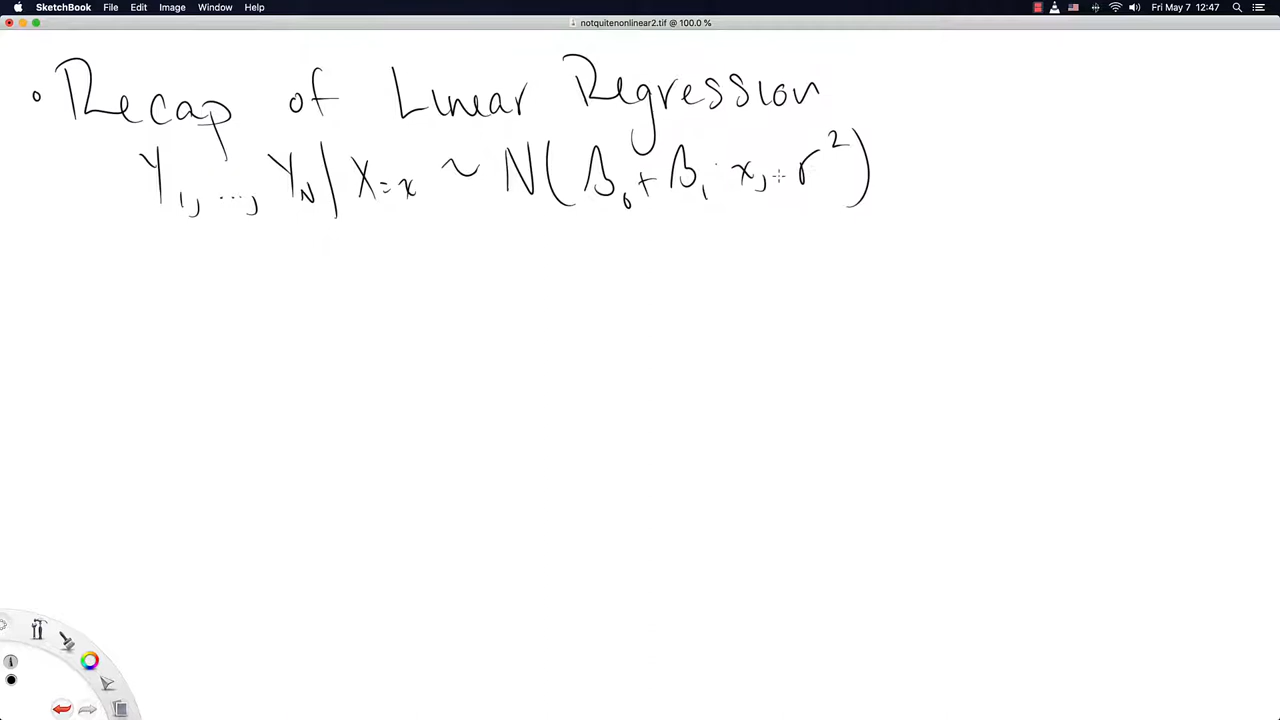 SketchBook File Edit Image Window Help Fri May 7 12:47
notquitenonlinear2.tif @ 100.0 %
• Recap of Linear Regression
Y₁, ..., Y_N | X=x ~ N(β₀ + β₁ · x, σ²)